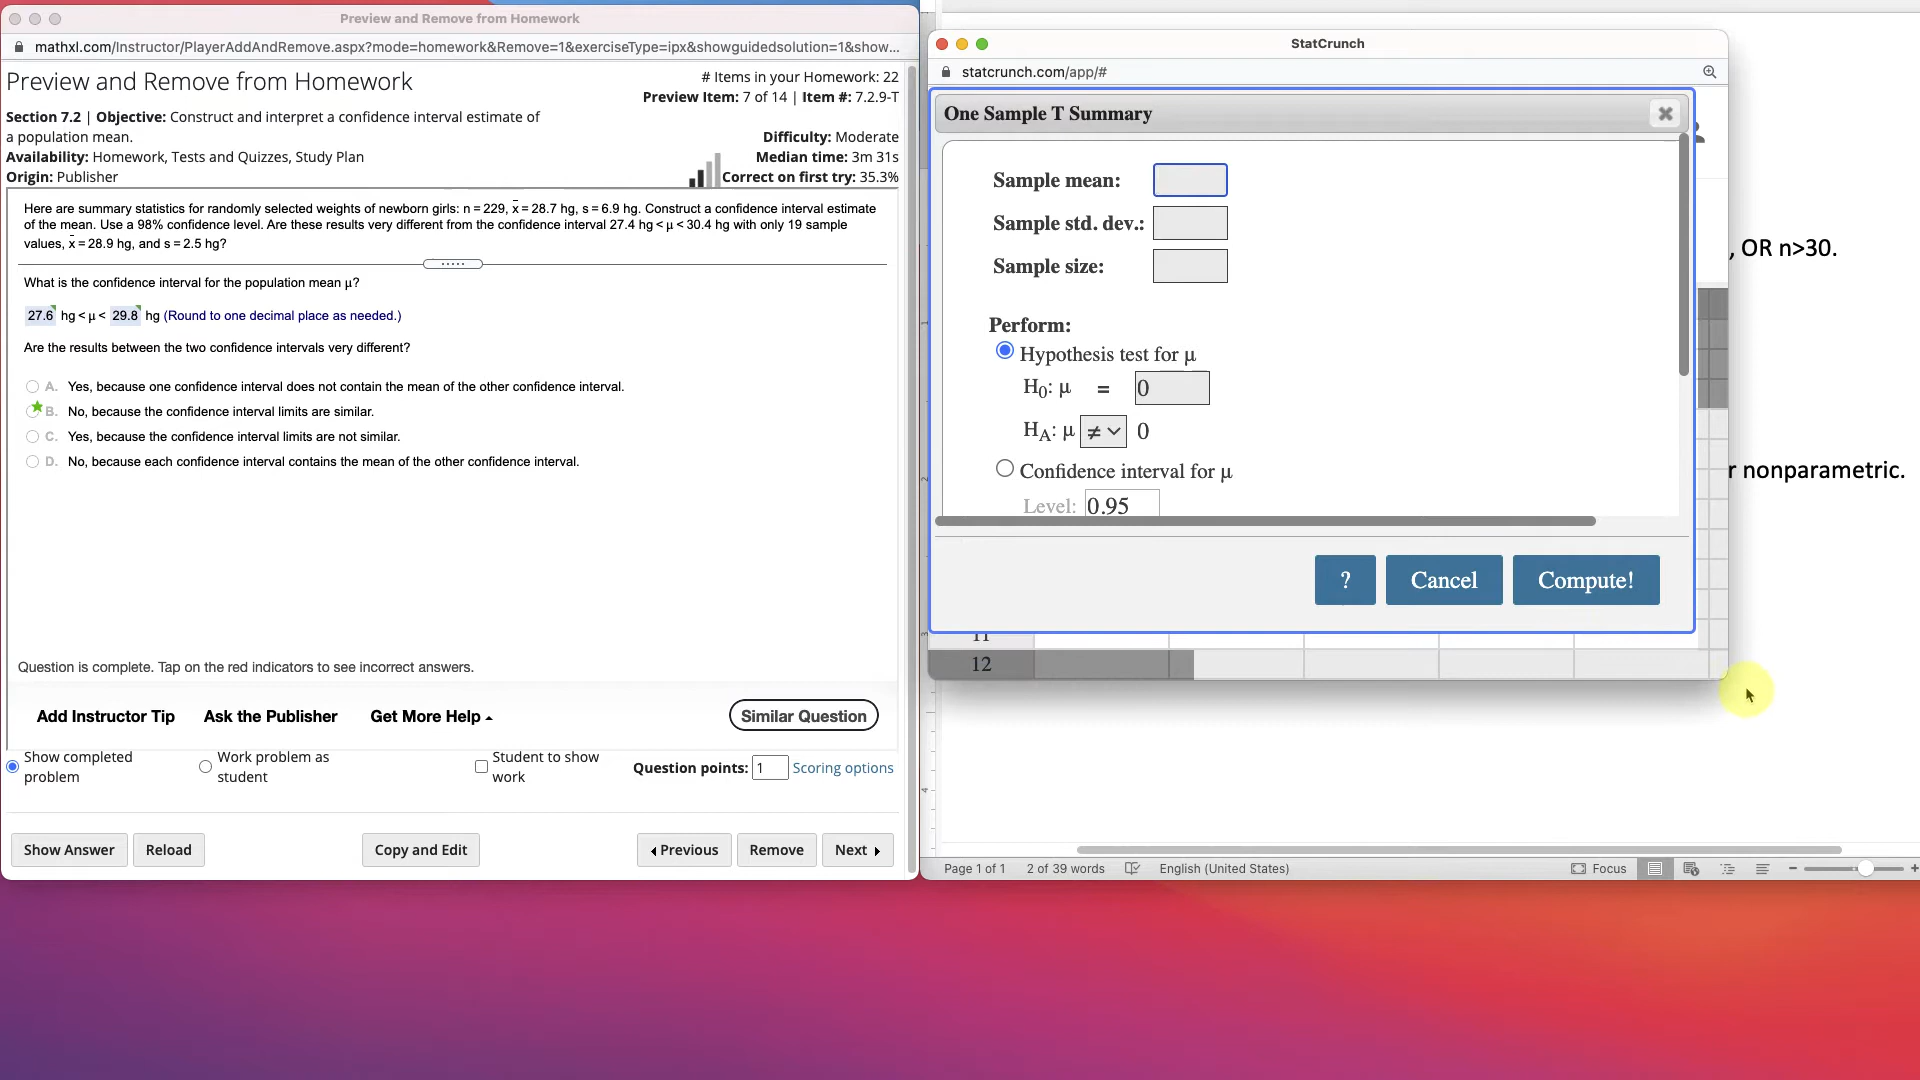 Preview and Remove from Homework
mathxl.com/Instructor/PlayerAddAndRemove.aspx?mode=homework&Remove=1&exerciseType=ipx&showguidedsolution=1&show...
Preview and Remove from Homework
# Items in your Homework: 22
Preview Item: 7 of 14 | Item #: 7.2.9-T
Section 7.2 | Objective: Construct and interpret a confidence interval estimate of
a population mean.
Difficulty: Moderate
Availability: Homework, Tests and Quizzes, Study Plan
Median time: 3m 31s
Origin: Publisher
Correct on first try: 35.3%
Here are summary statistics for randomly selected weights of newborn girls: n = 229, x̄ = 28.7 hg, s = 6.9 hg. Construct a confidence interval estimate
of the mean. Use a 98% confidence level. Are these results very different from the confidence interval 27.4 hg < μ < 30.4 hg with only 19 sample
values, x̄ = 28.9 hg, and s = 2.5 hg?
What is the confidence interval for the population mean μ?
27.6 hg < μ < 29.8 hg (Round to one decimal place as needed.)
Are the results between the two confidence intervals very different?
A. Yes, because one confidence interval does not contain the mean of the other confidence interval.
B. No, because the confidence interval limits are similar.
C. Yes, because the confidence interval limits are not similar.
D. No, because each confidence interval contains the mean of the other confidence interval.
Question is complete. Tap on the red indicators to see incorrect answers.
Add Instructor Tip Ask the Publisher Get More Help Similar Question
Show completed
problem
Work problem as
student
Student to show
work
Question points: 1 Scoring options
Show Answer Reload Copy and Edit Previous Remove Next
StatCrunch
statcrunch.com/app/#
One Sample T Summary
Sample mean:
Sample std. dev.:
Sample size:
Perform:
Hypothesis test for μ
H0: μ = 0
HA: μ ≠ 0
Confidence interval for μ
Level: 0.95
? Cancel Compute!
11
12
, OR n>30.
r nonparametric.
Page 1 of 1 2 of 39 words English (United States) Focus